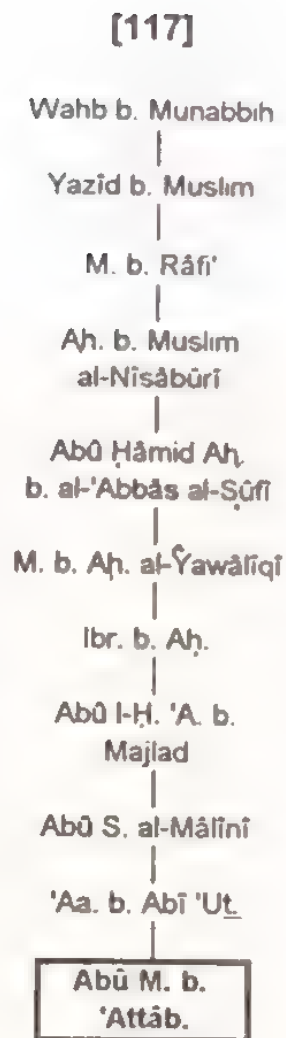 [117]
Wahb b. Munabbih
Yazîd b. Muslim
M. b. Râfi'
Aḥ. b. Muslim
al-Nîsâbûrî
Abû Ḥâmid Aḥ.
b. al-'Abbâs al-Ṣûfî
M. b. Aḥ. al-Ŷawâlîqî
Ibr. b. Aḥ.
Abû l-Ḥ. 'A. b.
Majlad
Abû S. al-Mâlînî
'Aa. b. Abî 'Uṯ.
Abû M. b.
'Attâb.